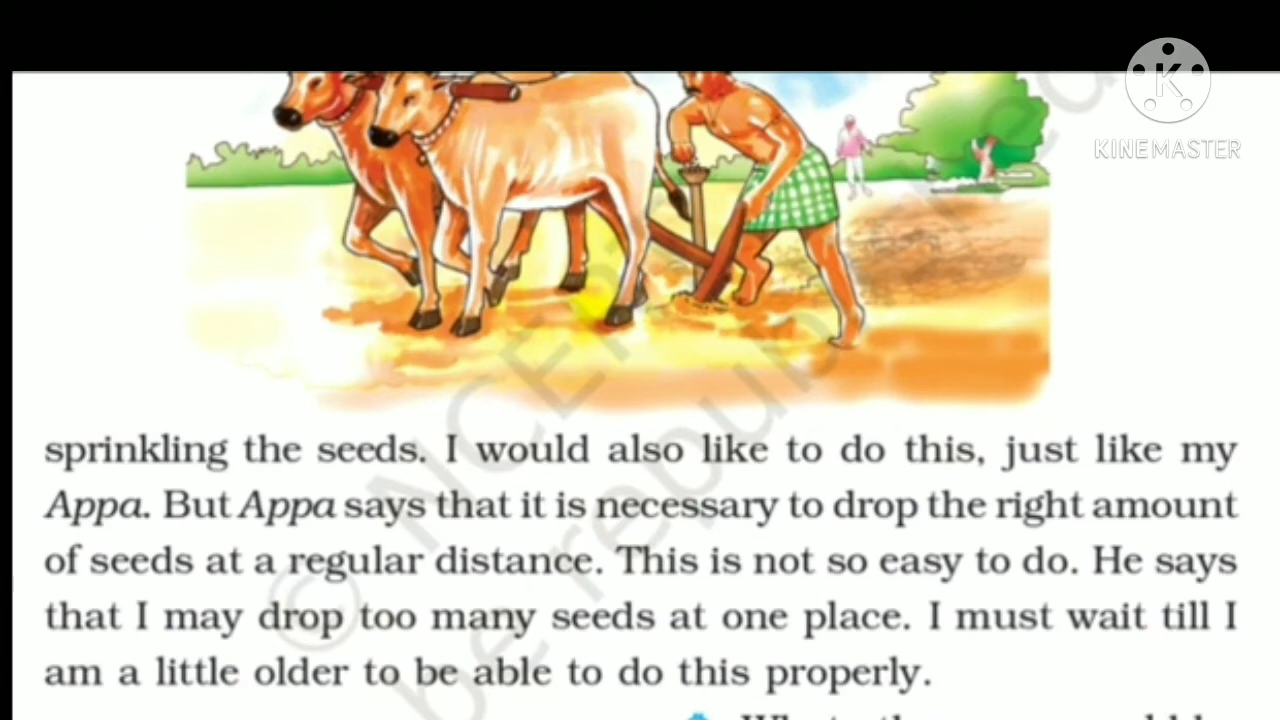 KINEMASTER
sprinkling the seeds. I would also like to do this, just like my
Appa. But Appa says that it is necessary to drop the right amount
of seeds at a regular distance. This is not so easy to do. He says
that I may drop too many seeds at one place. I must wait till I
am a little older to be able to do this properly.
© NCER
be repub